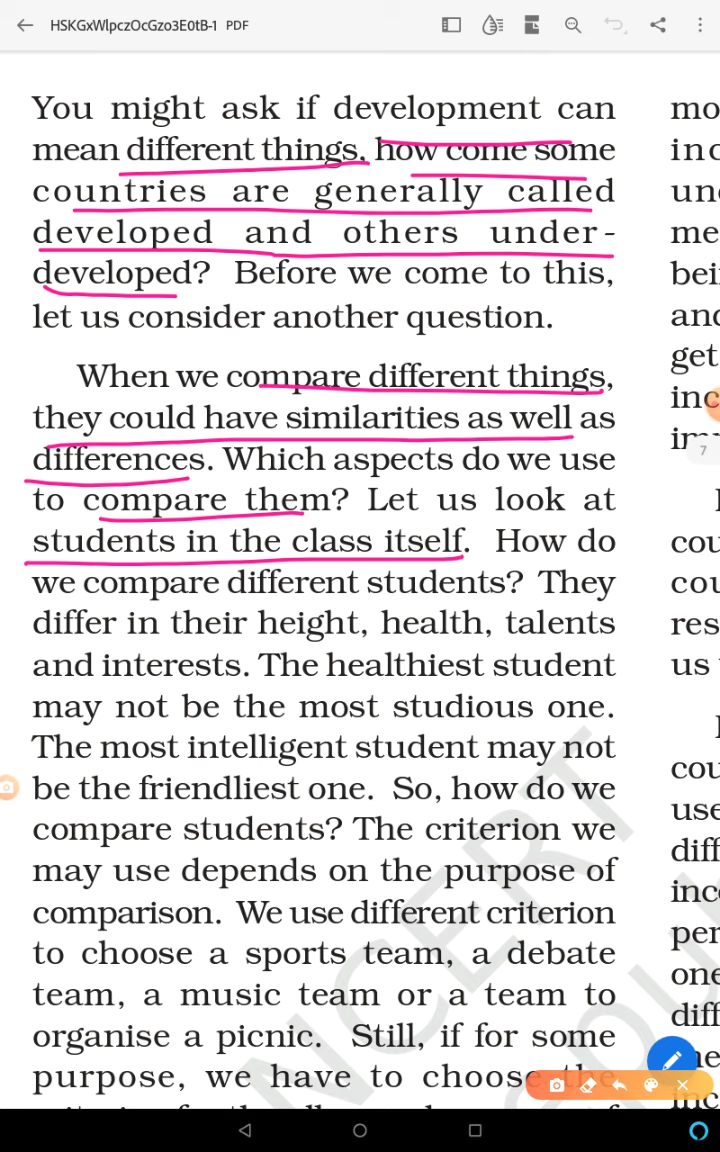 HSKGxWlpczOcGzo3E0tB-1 PDF
You might ask if development can
mean different things, how come some
countries are generally called
developed and others under-
developed? Before we come to this,
let us consider another question.
When we compare different things,
they could have similarities as well as
differences. Which aspects do we use
to compare them? Let us look at
students in the class itself. How do
we compare different students? They
differ in their height, health, talents
and interests. The healthiest student
may not be the most studious one.
The most intelligent student may not
be the friendliest one. So, how do we
compare students? The criterion we
may use depends on the purpose of
comparison. We use different criterion
to choose a sports team, a debate
team, a music team or a team to
organise a picnic. Still, if for some
purpose, we have to choose the
7
NCERT